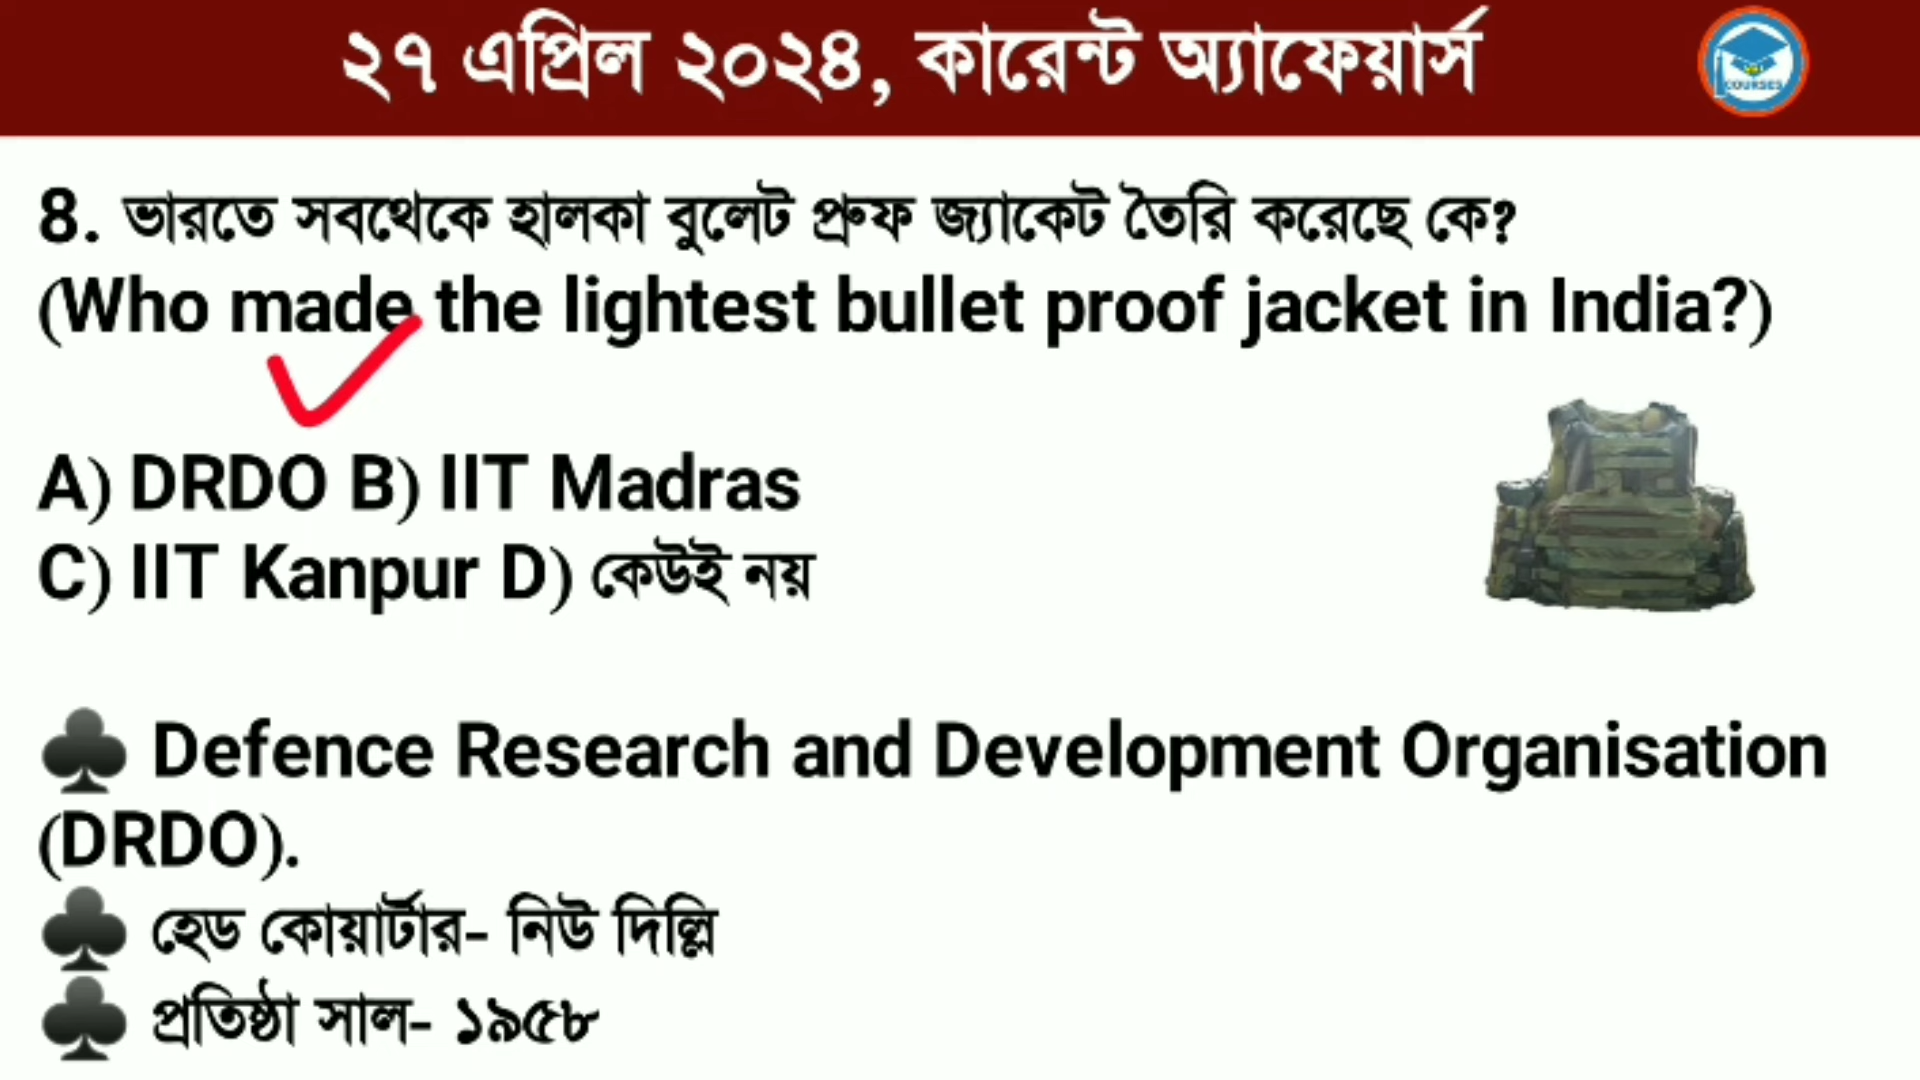 ২৭ এপ্রিল ২০২৪, কারেন্ট অ্যাফেয়ার্স
COURSES
8. ভারতে সবথেকে হালকা বুলেট প্রুফ জ্যাকেট তৈরি করেছে কে?
(Who made the lightest bullet proof jacket in India?)
A) DRDO B) IIT Madras
C) IIT Kanpur D) কেউই নয়
♣ Defence Research and Development Organisation
(DRDO).
♣ হেড কোয়ার্টার- নিউ দিল্লি
♣ প্রতিষ্ঠা সাল- ১৯৫৮